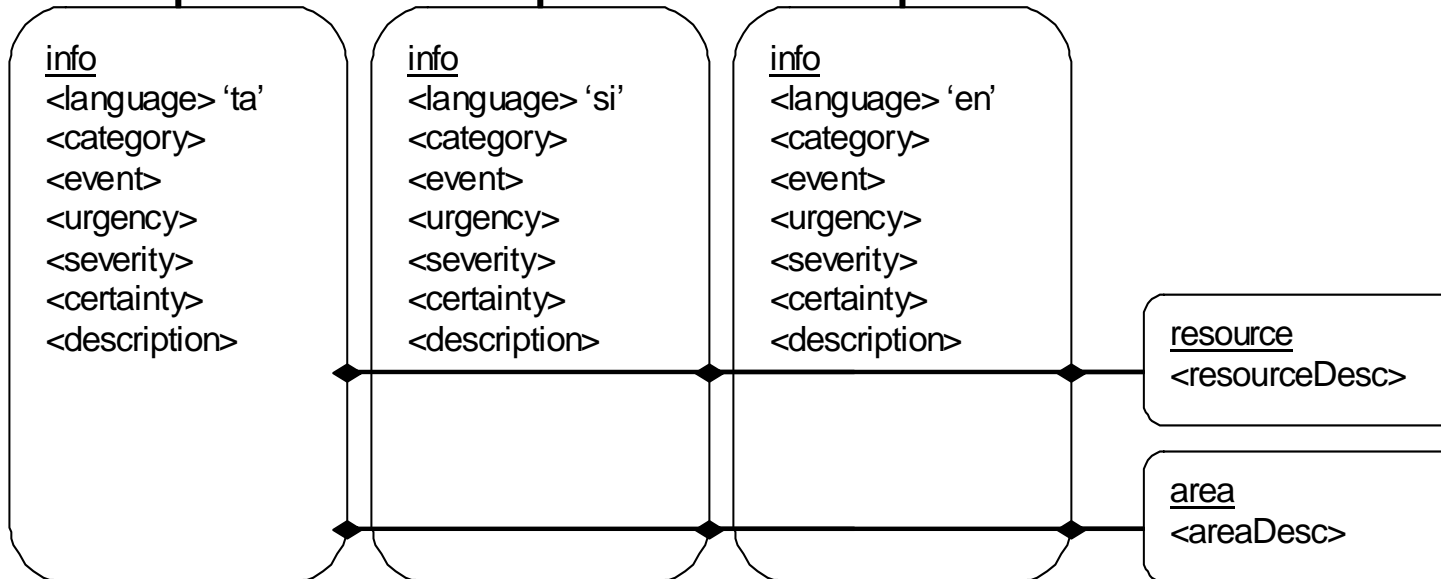 info
<language> ‘ta’
<category>
<event>
<urgency>
<severity>
<certainty>
<description>
info
<language> ‘si’
<category>
<event>
<urgency>
<severity>
<certainty>
<description>
info
<language> ‘en’
<category>
<event>
<urgency>
<severity>
<certainty>
<description>
resource
<resourceDesc>
area
<areaDesc>